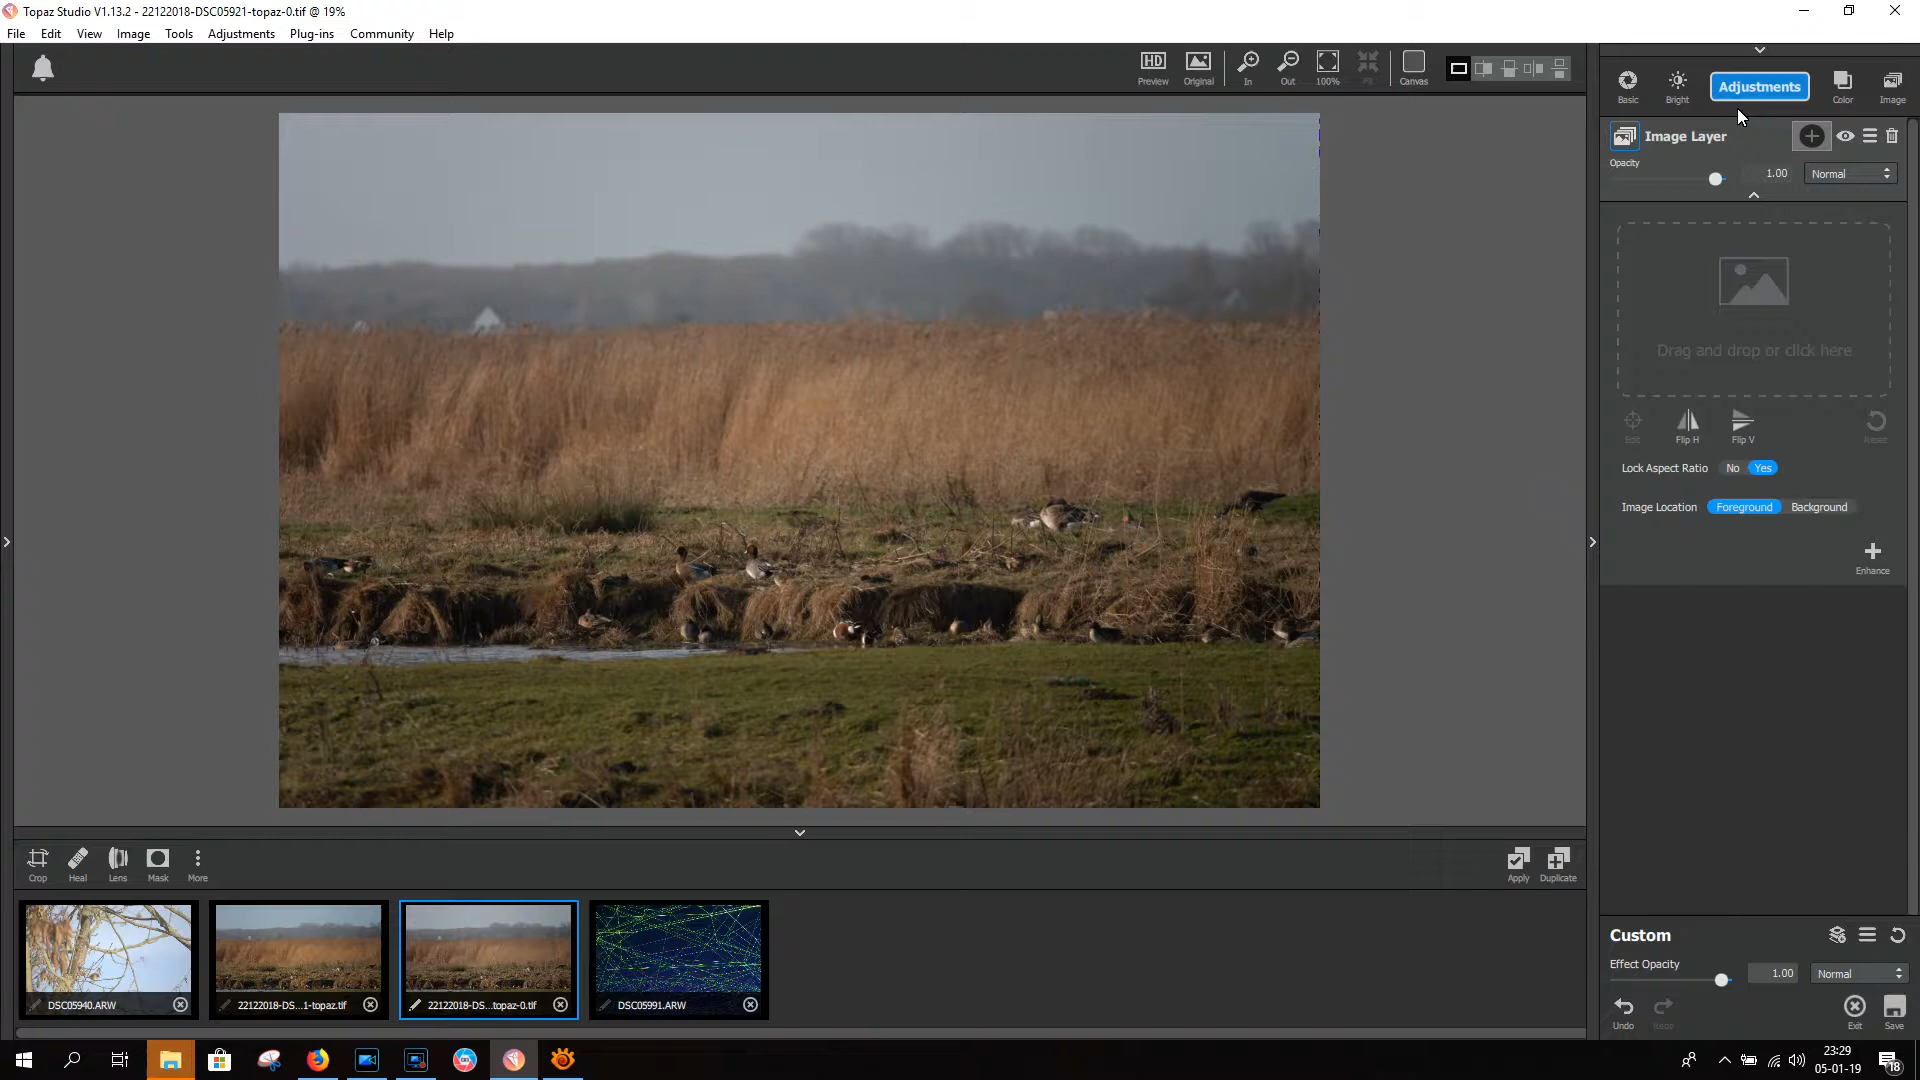 Topaz Studio V1.13.2 - 22122018-DSC05921-topaz-0.tif @ 19%
File Edit View Image Tools Adjustments Plug-ins Community Help
HD
Preview Original In Out 100% Fit Canvas
Basic Bright Adjustments Color Image
Image Layer
Opacity
1.00 Normal
Drag and drop or click here
Edit Flip H Flip V Reset
Lock Aspect Ratio No Yes
Image Location Foreground Background
Enhance
Crop Heal Lens Mask More Apply Duplicate
DSC05940.ARW 22122018-DS...1-topaz.tif 22122018-DS...topaz-0.tif DSC05991.ARW
Custom
Effect Opacity
1.00 Normal
Undo Redo Exit Save
23:29
05-01-19
18